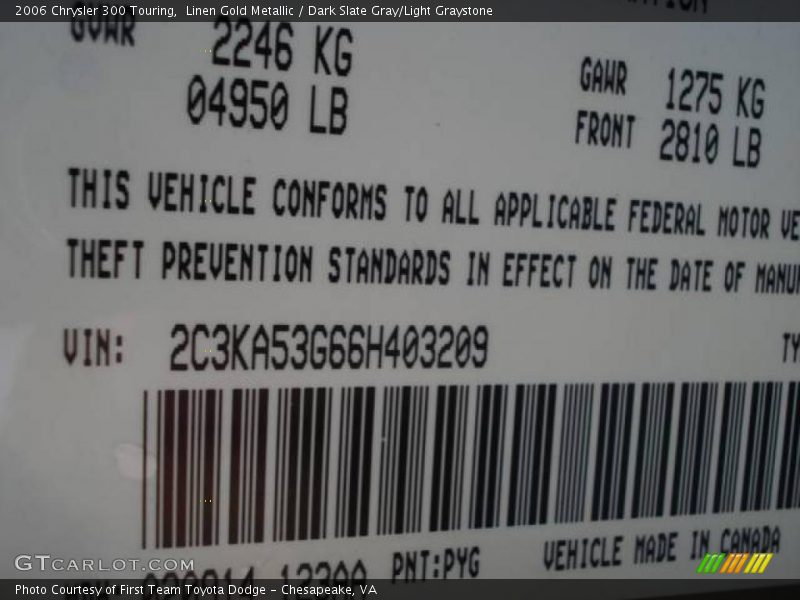 2006 Chrysler 300 Touring,  Linen Gold Metallic / Dark Slate Gray/Light Graystone
GVWR 2246 KG
04950 LB
GAWR 1275 KG
FRONT 2810 LB
THIS VEHICLE CONFORMS TO ALL APPLICABLE FEDERAL MOTOR VE
THEFT PREVENTION STANDARDS IN EFFECT ON THE DATE OF MANU
VIN: 2C3KA53G66H403209 TY
PNT:PYG VEHICLE MADE IN CANADA
GTCARLOT.COM
Photo Courtesy of First Team Toyota Dodge – Chesapeake, VA